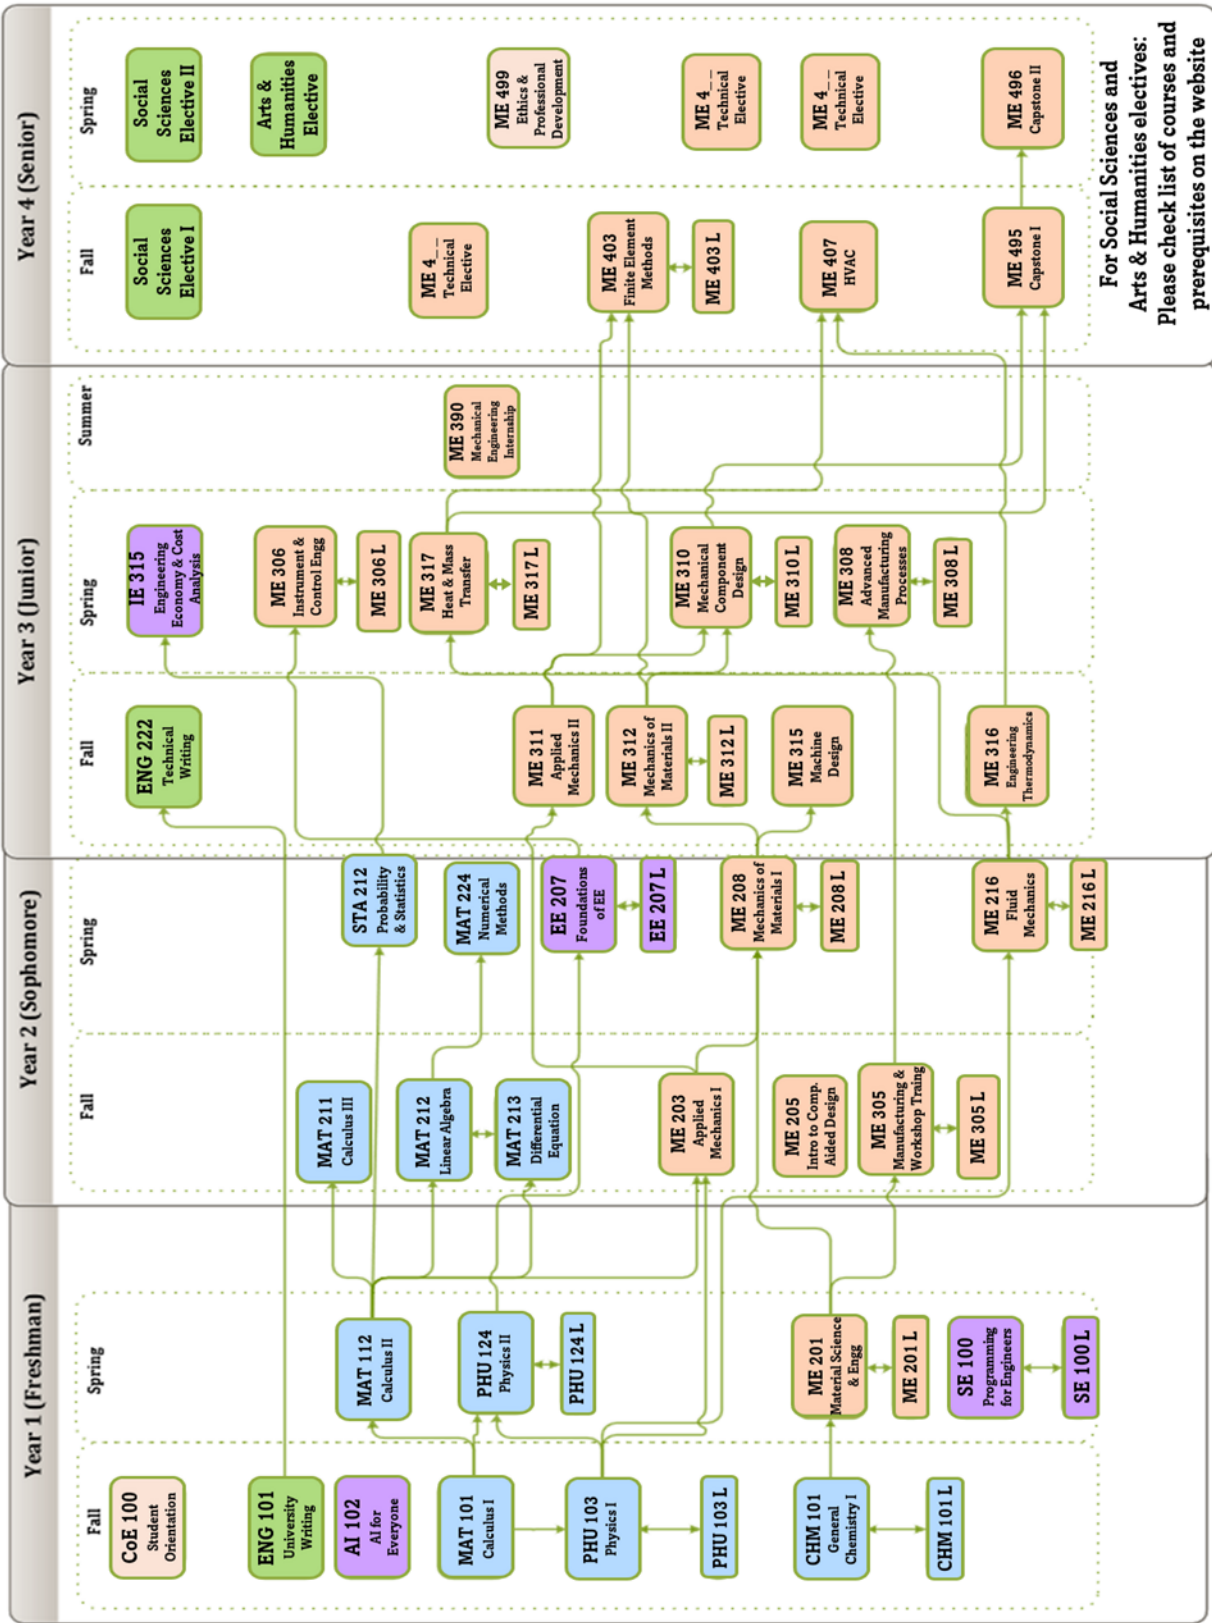 Year 1 (Freshman)
Fall
CoE 100
Student
Orientation
ENG 101
University
Writing
AI 102
AI for
Everyone
MAT 101
Calculus I
PHU 103
Physics I
PHU 103 L
CHM 101
General
Chemistry I
CHM 101 L
Spring
MAT 112
Calculus II
PHU 124
Physics II
PHU 124 L
ME 201
Material Science
& Engg
ME 201 L
SE 100
Programming
for Engineers
SE 100 L
Year 2 (Sophomore)
Fall
MAT 211
Calculus III
MAT 212
Linear Algebra
MAT 213
Differential
Equation
ME 203
Applied
Mechanics I
ME 205
Intro to Comp.
Aided Design
ME 305
Manufacturing &
Workshop Traing
ME 305 L
Spring
STA 212
Probability
& Statistics
MAT 224
Numerical
Methods
EE 207
Foundations
of EE
EE 207 L
ME 208
Mechanics of
Materials I
ME 208 L
ME 216
Fluid
Mechanics
ME 216 L
Year 3 (Junior)
Fall
ENG 222
Technical
Writing
ME 311
Applied
Mechanics II
ME 312
Mechanics of
Materials II
ME 312 L
ME 315
Machine
Design
ME 316
Engineering
Thermodynamics
Spring
IE 315
Engineering
Economy & Cost
Analysis
ME 306
Instrument &
Control Engg
ME 306 L
ME 317
Heat & Mass
Transfer
ME 317 L
ME 310
Mechanical
Component
Design
ME 310 L
ME 308
Advanced
Manufacturing
Processes
ME 308 L
Summer
ME 390
Mechanical
Engineering
Internship
Year 4 (Senior)
Fall
Social
Sciences
Elective I
ME 4_ _
Technical
Elective
ME 403
Finite Element
Methods
ME 403 L
ME 407
HVAC
ME 495
Capstone I
Spring
Social
Sciences
Elective II
Arts &
Humanities
Elective
ME 499
Ethics &
Professional
Development
ME 4_ _
Technical
Elective
ME 4_ _
Technical
Elective
ME 496
Capstone II
For Social Sciences and
Arts & Humanities electives:
Please check list of courses and
prerequisites on the website